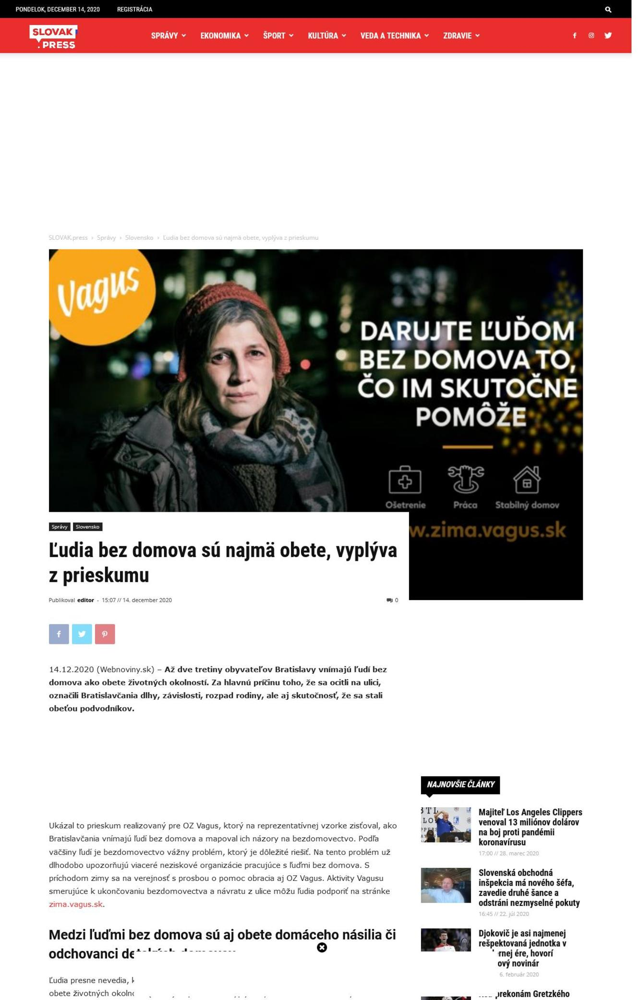 PONDELOK, DECEMBER 14, 2020 REGISTRÁCIA
SLOVAK
.PRESS
SPRÁVY EKONOMIKA ŠPORT KULTÚRA VEDA A TECHNIKA ZDRAVIE
SLOVAK.press › Správy › Slovensko › Ľudia bez domova sú najmä obete, vyplýva z prieskumu
Vagus
DARUJTE ĽUĎOM
BEZ DOMOVA TO,
ČO IM SKUTOČNE
POMÔŽE
Ošetrenie Práca Stabilný domov
w.zima.vagus.sk
Správy Slovensko
Ľudia bez domova sú najmä obete, vyplýva
z prieskumu
Publikoval editor - 15:07 // 14. december 2020 0
14.12.2020 (Webnoviny.sk) – Až dve tretiny obyvateľov Bratislavy vnímajú ľudí bez
domova ako obete životných okolností. Za hlavnú príčinu toho, že sa ocitli na ulici,
označili Bratislavčania dlhy, závislosti, rozpad rodiny, ale aj skutočnosť, že sa stali
obeťou podvodníkov.
Ukázal to prieskum realizovaný pre OZ Vagus, ktorý na reprezentatívnej vzorke zisťoval, ako
Bratislavčania vnímajú ľudí bez domova a mapoval ich názory na bezdomovectvo. Podľa
väčšiny ľudí je bezdomovectvo vážny problém, ktorý je dôležité riešiť. Na tento problém už
dlhodobo upozorňujú viaceré neziskové organizácie pracujúce s ľuďmi bez domova. S
príchodom zimy sa na verejnosť s prosbou o pomoc obracia aj OZ Vagus. Aktivity Vagusu
smerujúce k ukončovaniu bezdomovectva a návratu z ulice môžu ľudia podporiť na stránke
zima.vagus.sk.
Medzi ľuďmi bez domova sú aj obete domáceho násilia či
odchovanci
Ľudia presne nevedia,
obete životných
NAJNOVŠIE ČLÁNKY
Majiteľ Los Angeles Clippers
venoval 13 miliónov dolárov
na boj proti pandémii
koronavírusu
17:00 // 28. marec 2020
Slovenská obchodná
inšpekcia má nového šéfa,
zavedie druhé šance a
odstráni nezmyselné pokuty
16:45 // 22. júl 2020
Djokovič je asi najmenej
rešpektovaná jednotka v
ére, hovorí
novinár
6. február 2020
prekonám Gretzkého